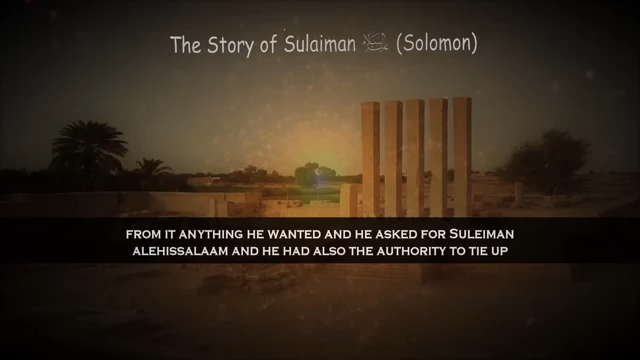 The Story of Sulaiman (Solomon)
FROM IT ANYTHING HE WANTED AND HE ASKED FOR SULEIMAN
ALEHISSALAAM AND HE HAD ALSO THE AUTHORITY TO TIE UP